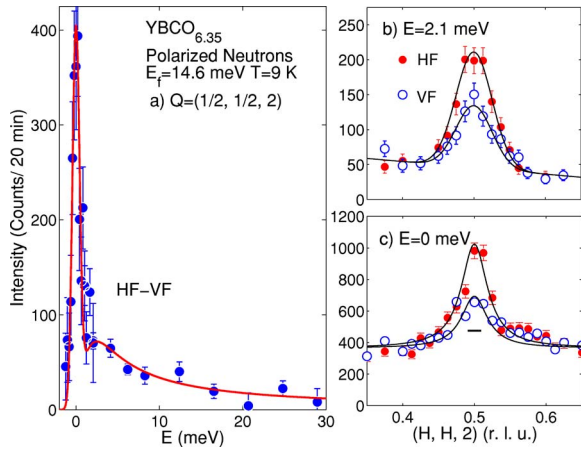 YBCO6.35
Polarized Neutrons
Ef=14.6 meV T=9 K
a) Q=(1/2, 1/2, 2)
HF−VF
Intensity (Counts/ 20 min)
400
300
200
100
0
0
10
20
30
E (meV)
b) E=2.1 meV
HF
VF
250
200
150
100
50
0
c) E=0 meV
1200
1000
800
600
400
200
0
0.4
0.5
0.6
(H, H, 2) (r. l. u.)